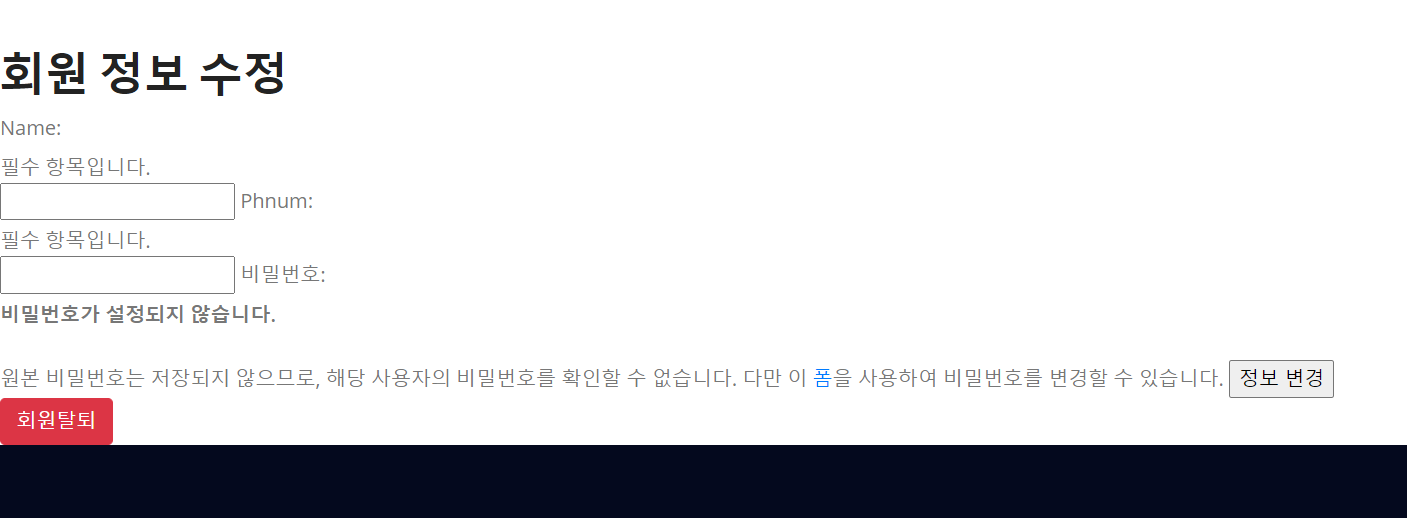 회원 정보 수정
Name:
필수 항목입니다.
Phnum:
필수 항목입니다.
비밀번호:
비밀번호가 설정되지 않습니다.
원본 비밀번호는 저장되지 않으므로, 해당 사용자의 비밀번호를 확인할 수 없습니다. 다만 이 폼을 사용하여 비밀번호를 변경할 수 있습니다. 정보 변경
회원탈퇴